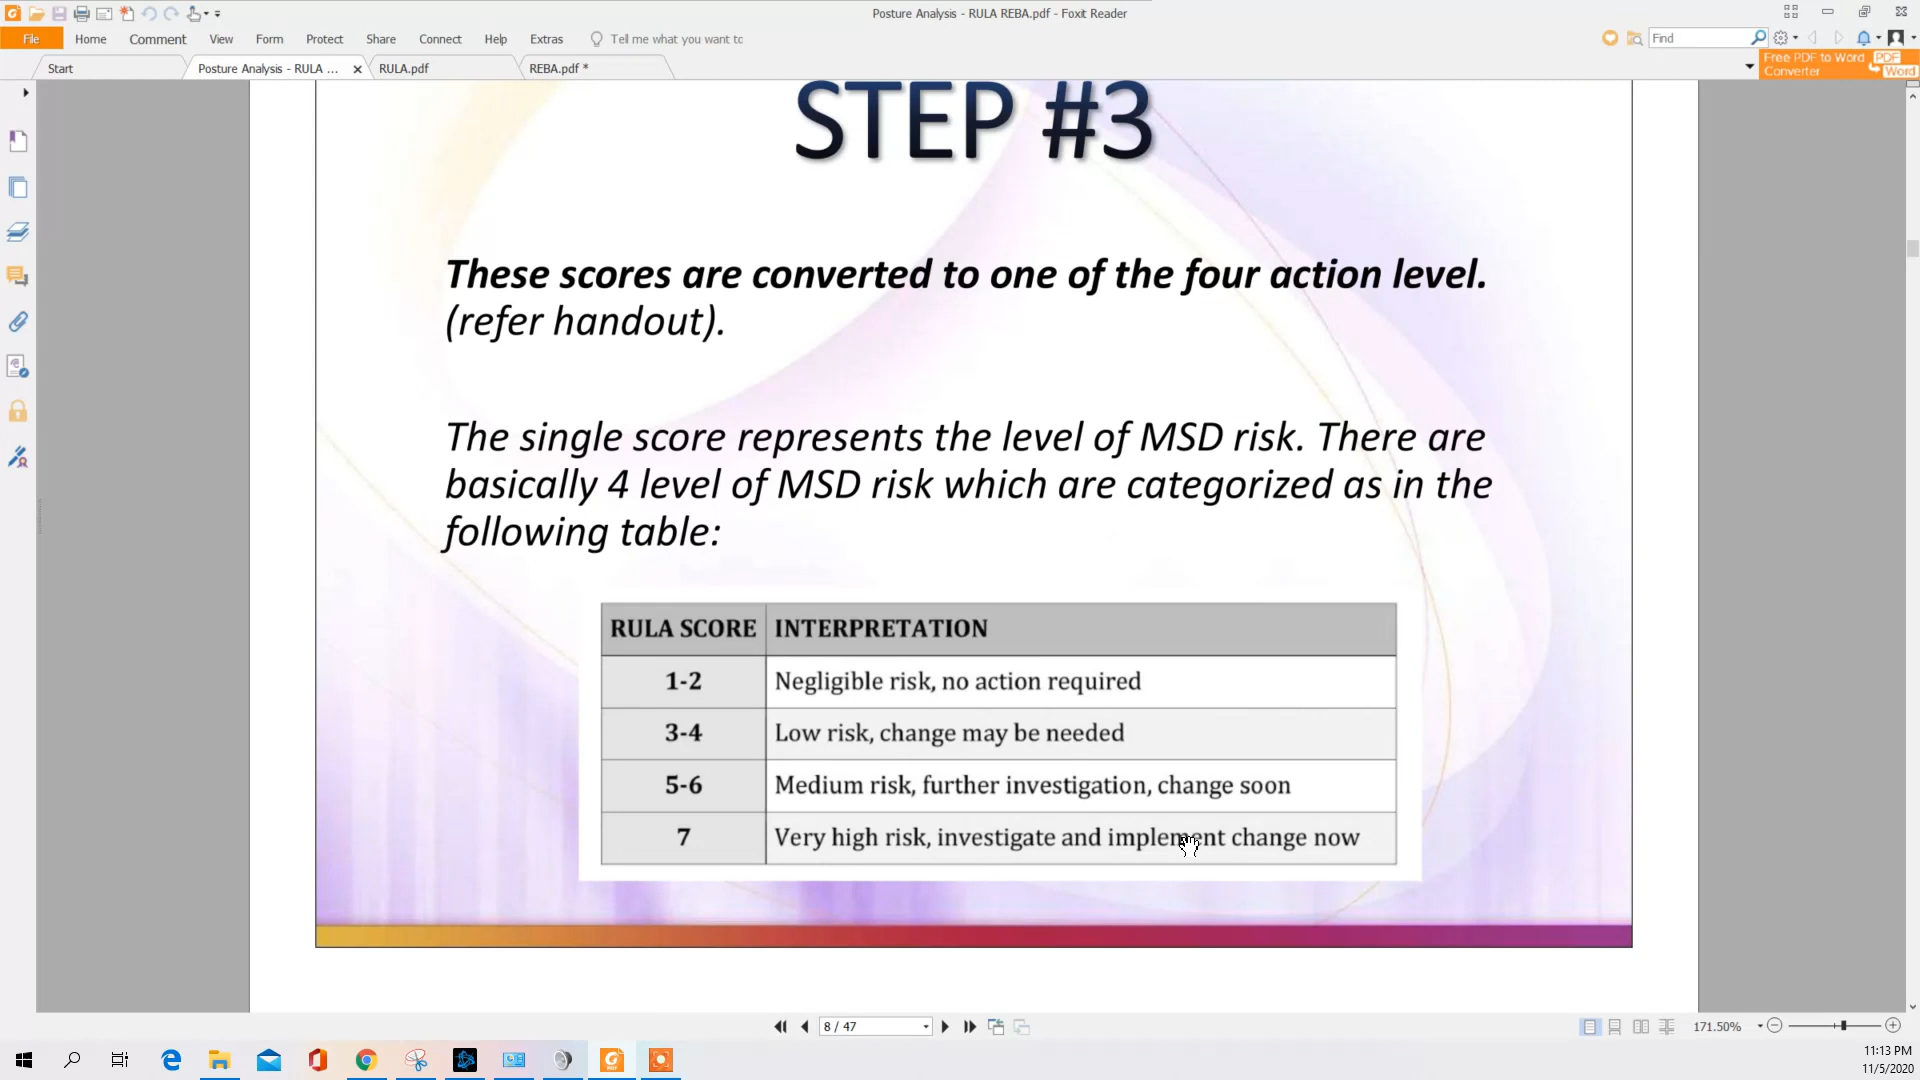 Posture Analysis - RULA REBA.pdf - Foxit Reader
File Home Comment View Form Protect Share Connect Help Extras Tell me what you want to Find
Free PDF to Word Converter PDF Word
Start Posture Analysis - RULA ... RULA.pdf REBA.pdf *
STEP #3
These scores are converted to one of the four action level.
(refer handout).
The single score represents the level of MSD risk. There are
basically 4 level of MSD risk which are categorized as in the
following table:
RULA SCORE INTERPRETATION
1-2 Negligible risk, no action required
3-4 Low risk, change may be needed
5-6 Medium risk, further investigation, change soon
7 Very high risk, investigate and implement change now
8 / 47 171.50%
11:13 PM
11/5/2020